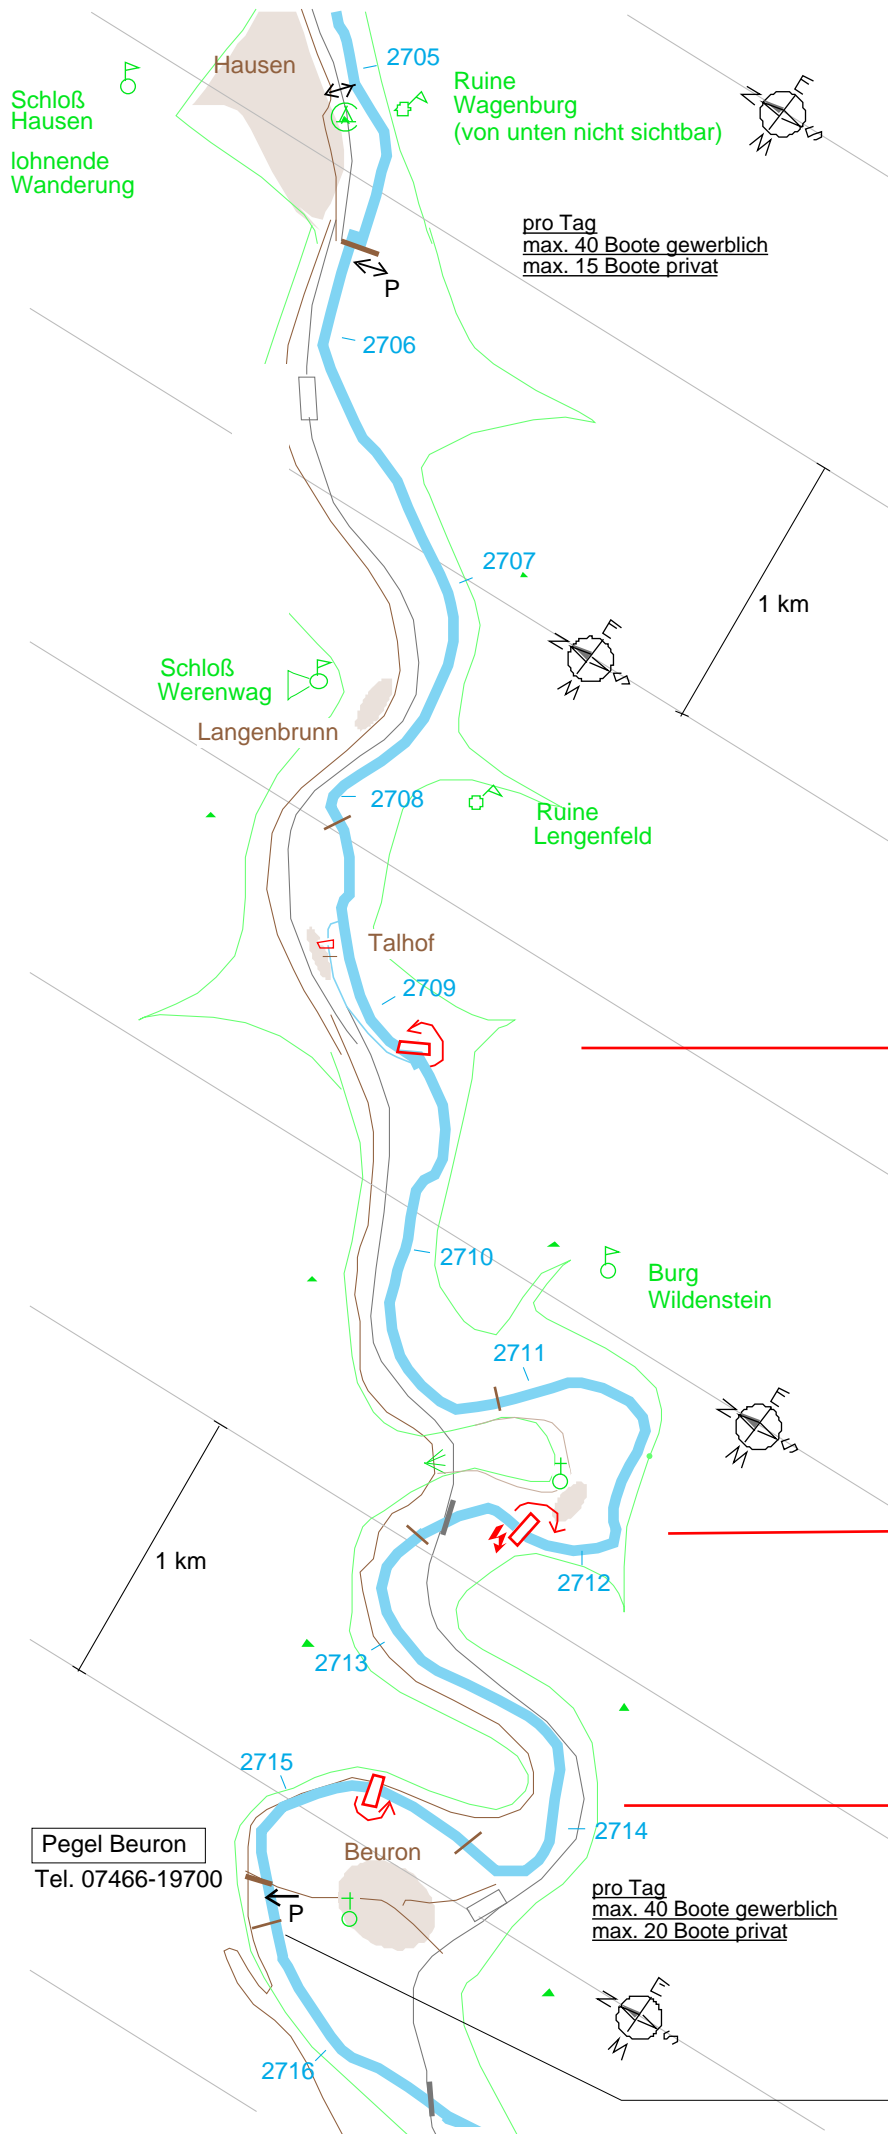 Hausen
2705
Schloß
Hausen
lohnende
Wanderung
Ruine
Wagenburg
(von unten nicht sichtbar)
N
E
S
W
pro Tag
max. 40 Boote gewerblich
max. 15 Boote privat
P
2706
2707
1 km
N
E
S
W
Schloß
Werenwag
Langenbrunn
2708
Ruine
Lengenfeld
Talhof
2709
2710
Burg
Wildenstein
2711
N
E
S
W
1 km
2712
2713
2715
2714
Pegel Beuron
Tel. 07466-19700
Beuron
P
pro Tag
max. 40 Boote gewerblich
max. 20 Boote privat
N
E
S
W
2716